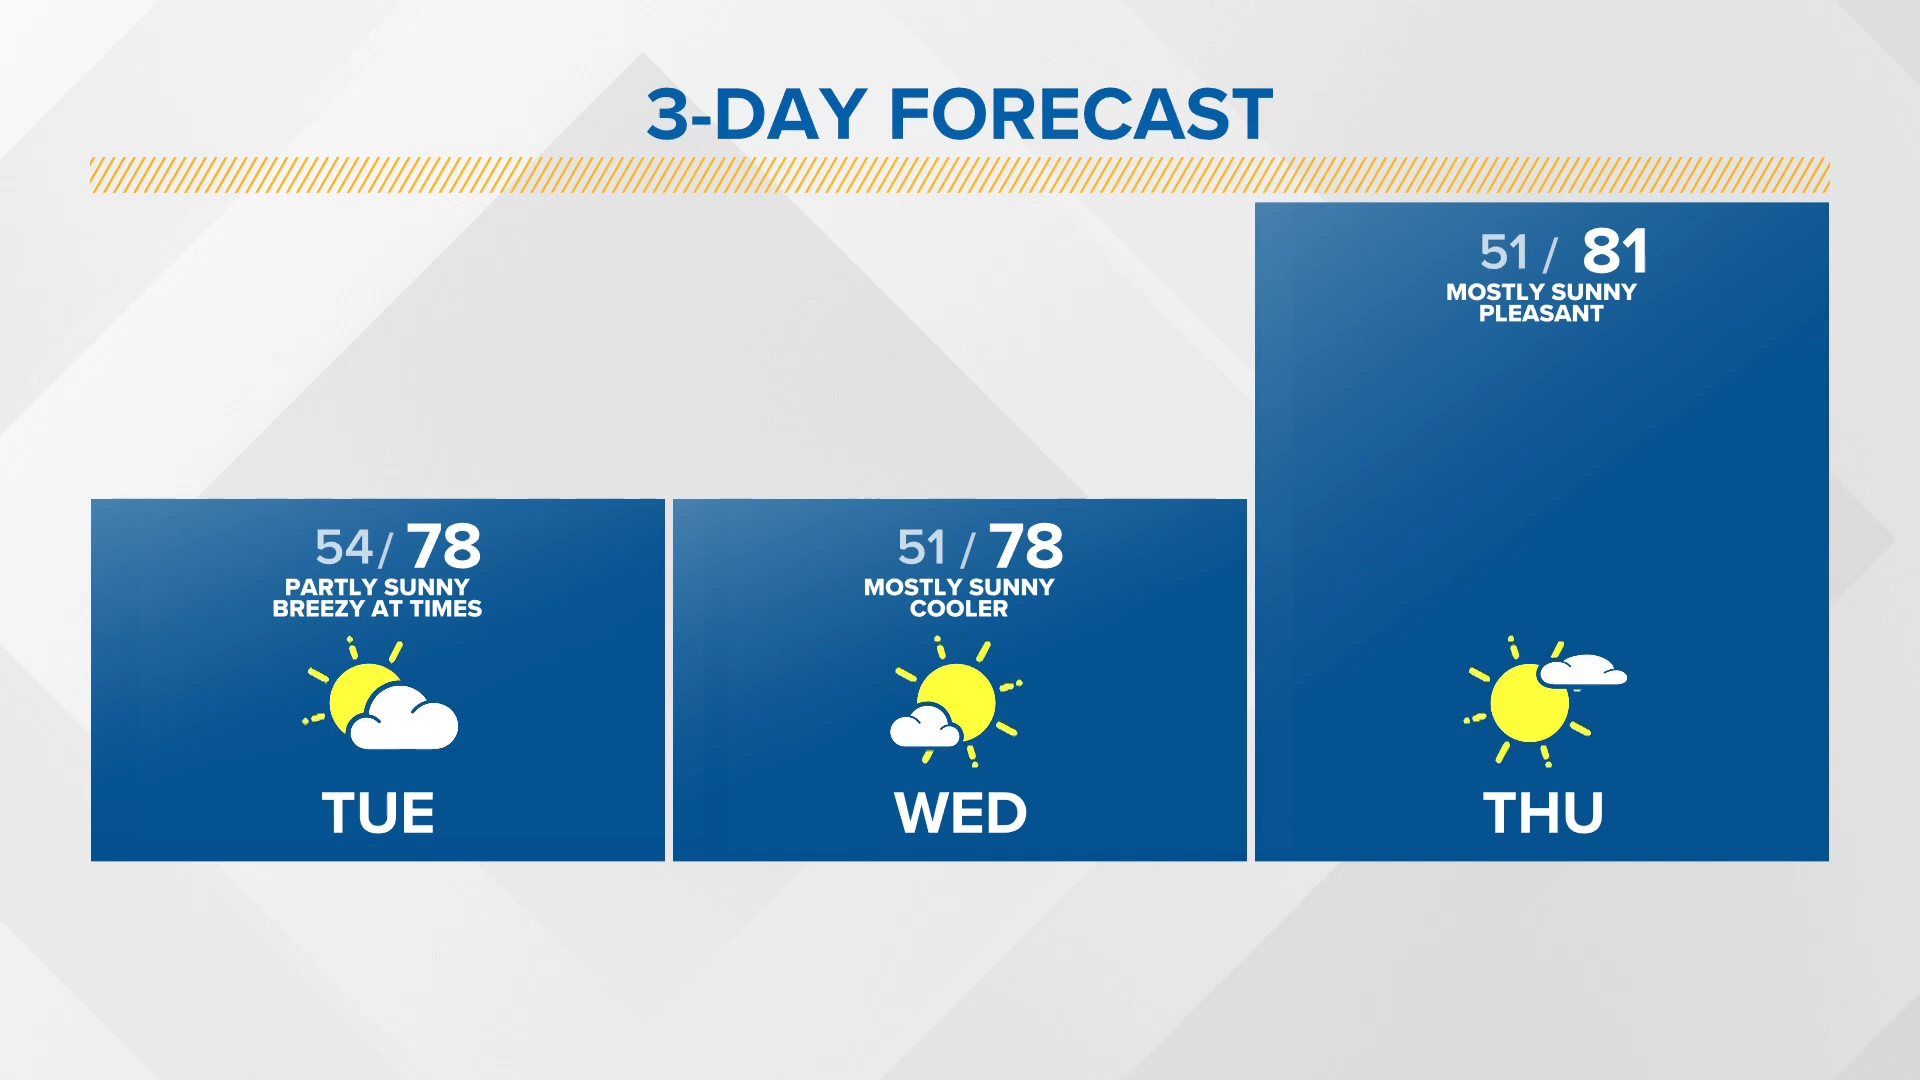 3-DAY FORECAST
54 / 78
PARTLY SUNNY
BREEZY AT TIMES
TUE
51 / 78
MOSTLY SUNNY
COOLER
WED
51 / 81
MOSTLY SUNNY
PLEASANT
THU